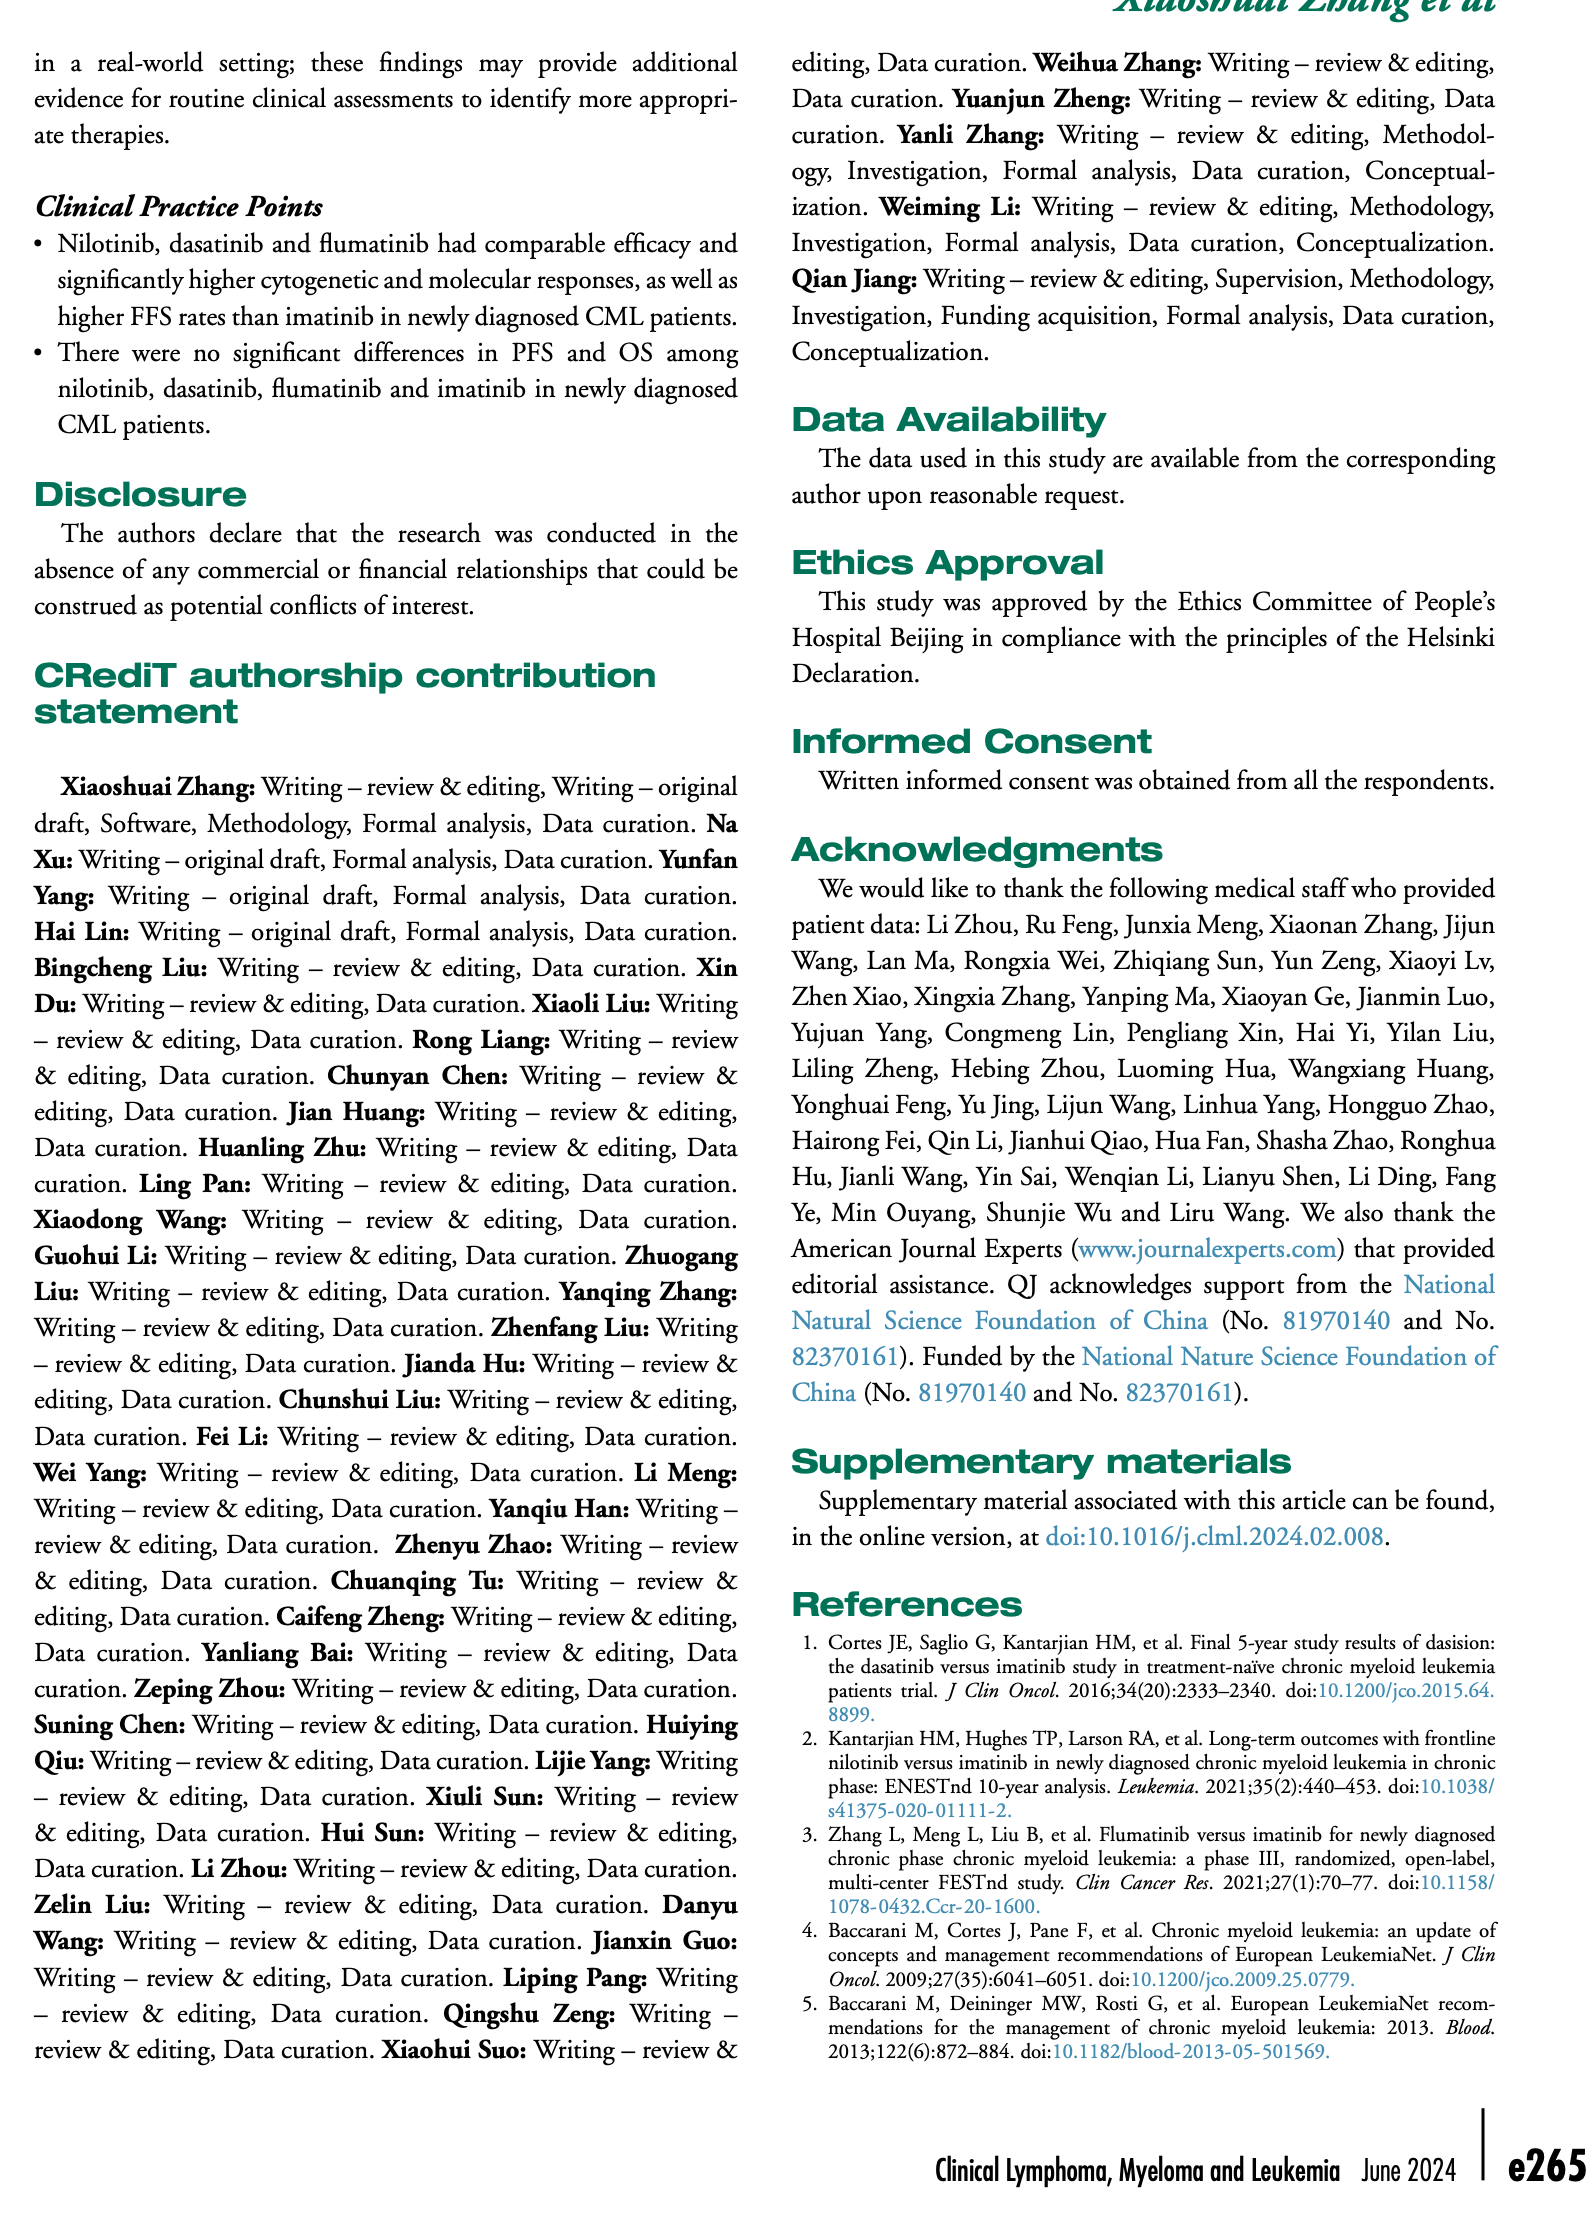 Xiaoshuai Zhang et al
in a real-world setting; these findings may provide additional
evidence for routine clinical assessments to identify more appropri-
ate therapies.
Clinical Practice Points
• Nilotinib, dasatinib and flumatinib had comparable efficacy and
significantly higher cytogenetic and molecular responses, as well as
higher FFS rates than imatinib in newly diagnosed CML patients.
• There were no significant differences in PFS and OS among
nilotinib, dasatinib, flumatinib and imatinib in newly diagnosed
CML patients.
Disclosure
The authors declare that the research was conducted in the
absence of any commercial or financial relationships that could be
construed as potential conflicts of interest.
CRediT authorship contribution
statement
Xiaoshuai Zhang: Writing – review & editing, Writing – original
draft, Software, Methodology, Formal analysis, Data curation. Na
Xu: Writing – original draft, Formal analysis, Data curation. Yunfan
Yang: Writing – original draft, Formal analysis, Data curation.
Hai Lin: Writing – original draft, Formal analysis, Data curation.
Bingcheng Liu: Writing – review & editing, Data curation. Xin
Du: Writing – review & editing, Data curation. Xiaoli Liu: Writing
– review & editing, Data curation. Rong Liang: Writing – review
& editing, Data curation. Chunyan Chen: Writing – review &
editing, Data curation. Jian Huang: Writing – review & editing,
Data curation. Huanling Zhu: Writing – review & editing, Data
curation. Ling Pan: Writing – review & editing, Data curation.
Xiaodong Wang: Writing – review & editing, Data curation.
Guohui Li: Writing – review & editing, Data curation. Zhuogang
Liu: Writing – review & editing, Data curation. Yanqing Zhang:
Writing – review & editing, Data curation. Zhenfang Liu: Writing
– review & editing, Data curation. Jianda Hu: Writing – review &
editing, Data curation. Chunshui Liu: Writing – review & editing,
Data curation. Fei Li: Writing – review & editing, Data curation.
Wei Yang: Writing – review & editing, Data curation. Li Meng:
Writing – review & editing, Data curation. Yanqiu Han: Writing –
review & editing, Data curation. Zhenyu Zhao: Writing – review
& editing, Data curation. Chuanqing Tu: Writing – review &
editing, Data curation. Caifeng Zheng: Writing – review & editing,
Data curation. Yanliang Bai: Writing – review & editing, Data
curation. Zeping Zhou: Writing – review & editing, Data curation.
Suning Chen: Writing – review & editing, Data curation. Huiying
Qiu: Writing – review & editing, Data curation. Lijie Yang: Writing
– review & editing, Data curation. Xiuli Sun: Writing – review
& editing, Data curation. Hui Sun: Writing – review & editing,
Data curation. Li Zhou: Writing – review & editing, Data curation.
Zelin Liu: Writing – review & editing, Data curation. Danyu
Wang: Writing – review & editing, Data curation. Jianxin Guo:
Writing – review & editing, Data curation. Liping Pang: Writing
– review & editing, Data curation. Qingshu Zeng: Writing –
review & editing, Data curation. Xiaohui Suo: Writing – review &
editing, Data curation. Weihua Zhang: Writing – review & editing,
Data curation. Yuanjun Zheng: Writing – review & editing, Data
curation. Yanli Zhang: Writing – review & editing, Methodol-
ogy, Investigation, Formal analysis, Data curation, Conceptual-
ization. Weiming Li: Writing – review & editing, Methodology,
Investigation, Formal analysis, Data curation, Conceptualization.
Qian Jiang: Writing – review & editing, Supervision, Methodology,
Investigation, Funding acquisition, Formal analysis, Data curation,
Conceptualization.
Data Availability
The data used in this study are available from the corresponding
author upon reasonable request.
Ethics Approval
This study was approved by the Ethics Committee of People’s
Hospital Beijing in compliance with the principles of the Helsinki
Declaration.
Informed Consent
Written informed consent was obtained from all the respondents.
Acknowledgments
We would like to thank the following medical staff who provided
patient data: Li Zhou, Ru Feng, Junxia Meng, Xiaonan Zhang, Jijun
Wang, Lan Ma, Rongxia Wei, Zhiqiang Sun, Yun Zeng, Xiaoyi Lv,
Zhen Xiao, Xingxia Zhang, Yanping Ma, Xiaoyan Ge, Jianmin Luo,
Yujuan Yang, Congmeng Lin, Pengliang Xin, Hai Yi, Yilan Liu,
Liling Zheng, Hebing Zhou, Luoming Hua, Wangxiang Huang,
Yonghuai Feng, Yu Jing, Lijun Wang, Linhua Yang, Hongguo Zhao,
Hairong Fei, Qin Li, Jianhui Qiao, Hua Fan, Shasha Zhao, Ronghua
Hu, Jianli Wang, Yin Sai, Wenqian Li, Lianyu Shen, Li Ding, Fang
Ye, Min Ouyang, Shunjie Wu and Liru Wang. We also thank the
American Journal Experts (www.journalexperts.com) that provided
editorial assistance. QJ acknowledges support from the National
Natural Science Foundation of China (No. 81970140 and No.
82370161). Funded by the National Nature Science Foundation of
China (No. 81970140 and No. 82370161).
Supplementary materials
Supplementary material associated with this article can be found,
in the online version, at doi:10.1016/j.clml.2024.02.008.
References
1. Cortes JE, Saglio G, Kantarjian HM, et al. Final 5-year study results of dasision:
the dasatinib versus imatinib study in treatment-naïve chronic myeloid leukemia
patients trial. J Clin Oncol. 2016;34(20):2333–2340. doi:10.1200/jco.2015.64.
8899.
2. Kantarjian HM, Hughes TP, Larson RA, et al. Long-term outcomes with frontline
nilotinib versus imatinib in newly diagnosed chronic myeloid leukemia in chronic
phase: ENESTnd 10-year analysis. Leukemia. 2021;35(2):440–453. doi:10.1038/
s41375-020-01111-2.
3. Zhang L, Meng L, Liu B, et al. Flumatinib versus imatinib for newly diagnosed
chronic phase chronic myeloid leukemia: a phase III, randomized, open-label,
multi-center FESTnd study. Clin Cancer Res. 2021;27(1):70–77. doi:10.1158/
1078-0432.Ccr-20-1600.
4. Baccarani M, Cortes J, Pane F, et al. Chronic myeloid leukemia: an update of
concepts and management recommendations of European LeukemiaNet. J Clin
Oncol. 2009;27(35):6041–6051. doi:10.1200/jco.2009.25.0779.
5. Baccarani M, Deininger MW, Rosti G, et al. European LeukemiaNet recom-
mendations for the management of chronic myeloid leukemia: 2013. Blood.
2013;122(6):872–884. doi:10.1182/blood-2013-05-501569.
Clinical Lymphoma, Myeloma and Leukemia June 2024 e265